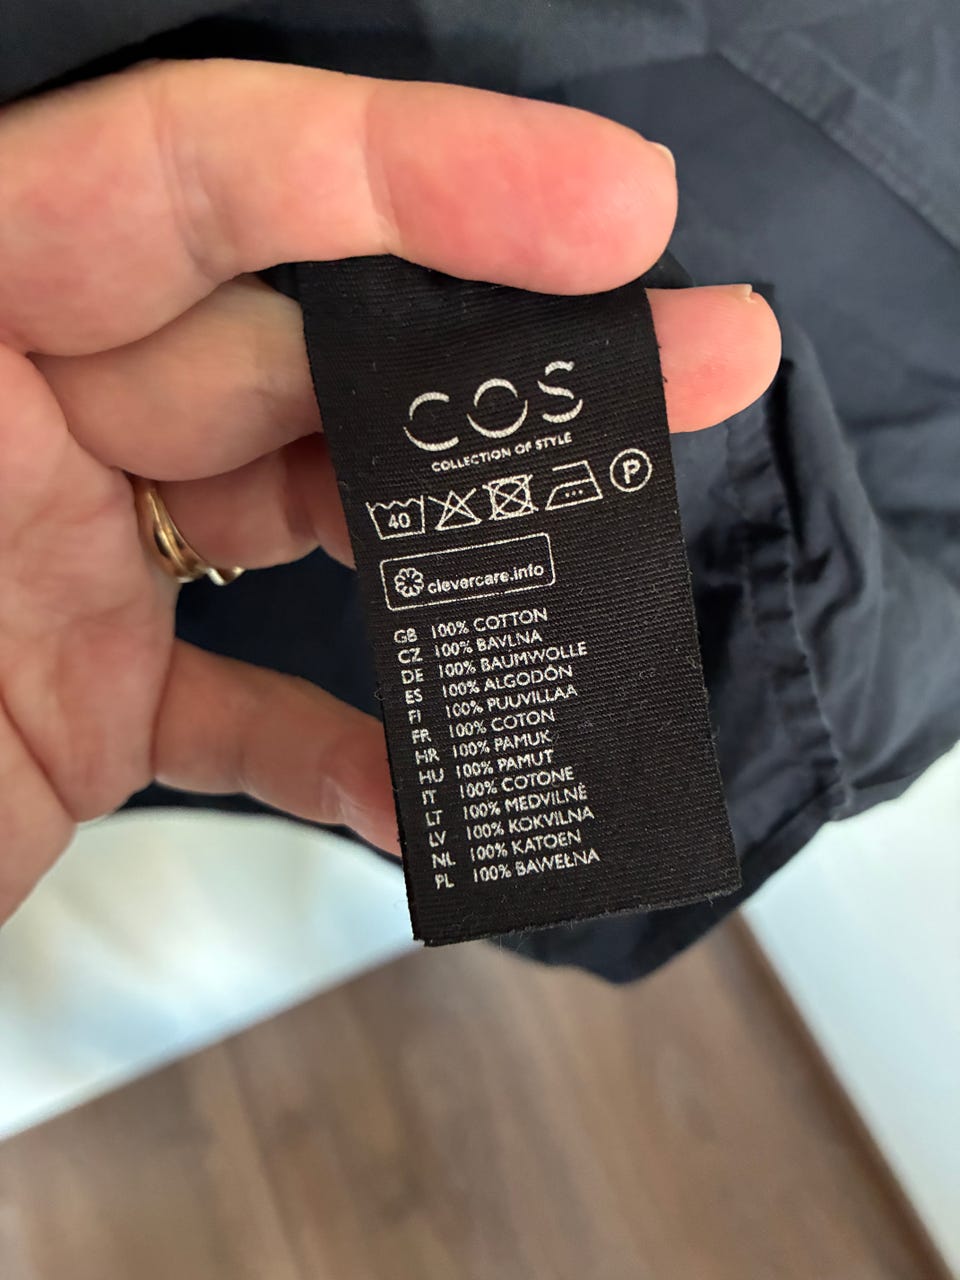 COS
COLLECTION OF STYLE
40 P
clevercare.info
GB 100% COTTON
CZ 100% BAVLNA
DE 100% BAUMWOLLE
ES 100% ALGODÓN
FI 100% PUUVILLAA
FR 100% COTON
HR 100% PAMUK
HU 100% PAMUT
IT 100% COTONE
LT 100% MEDVILNĖ
LV 100% KOKVILNA
NL 100% KATOEN
PL 100% BAWEŁNA